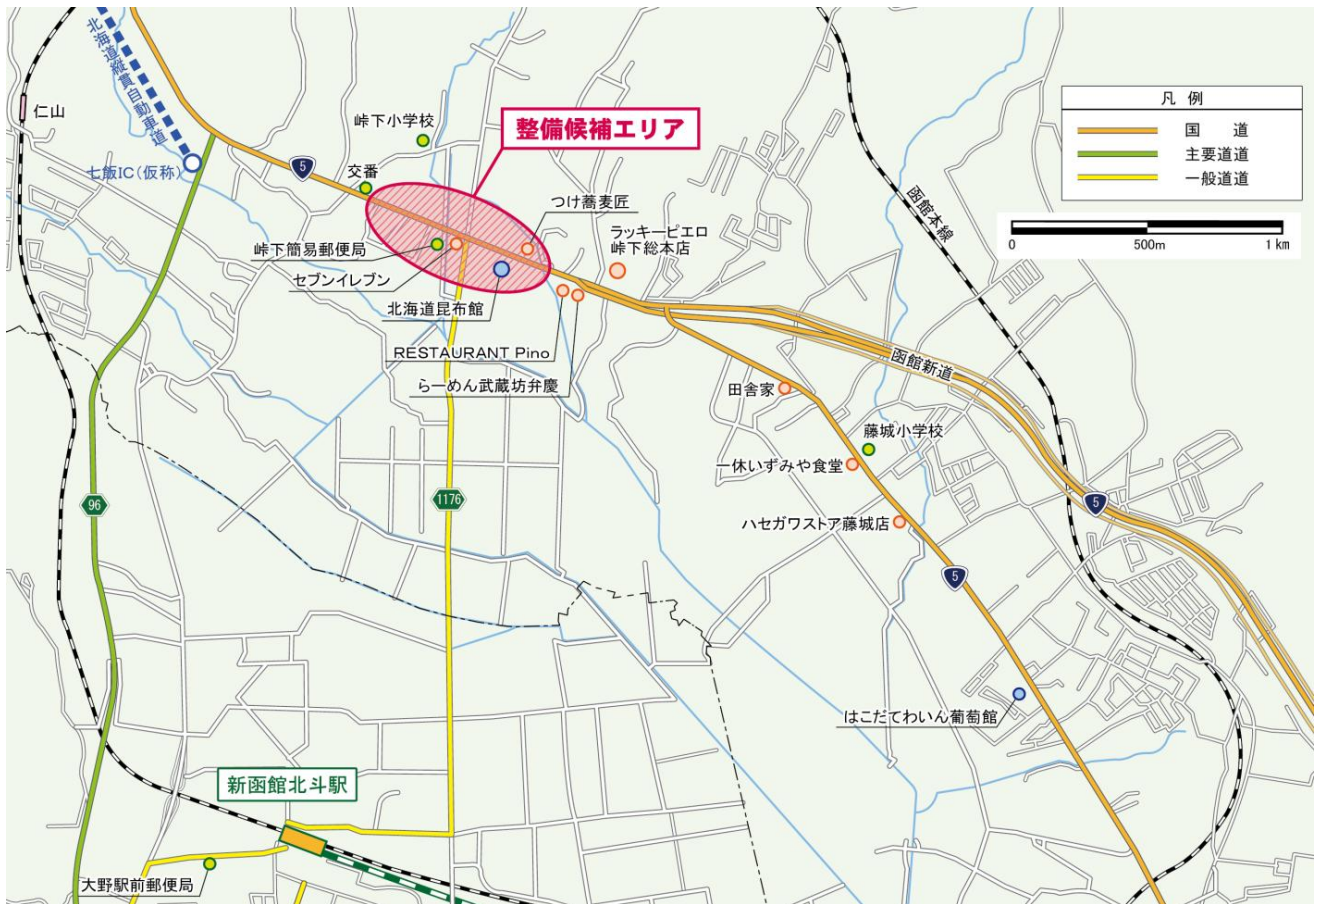 北海道縦貫自動車道
仁山
七飯IC(仮称)
5
峠下小学校
交番
整備候補エリア
つけ蕎麦匠
ラッキーピエロ
峠下総本店
峠下簡易郵便局
セブンイレブン
北海道昆布館
RESTAURANT Pino
らーめん武蔵坊弁慶
函館本線
凡 例
国 道
主要道道
一般道道
0 500m 1km
函館新道
田舎家
藤城小学校
一休いずみや食堂
ハセガワストア藤城店
5
5
96
1176
はこだてわいん葡萄館
新函館北斗駅
大野駅前郵便局